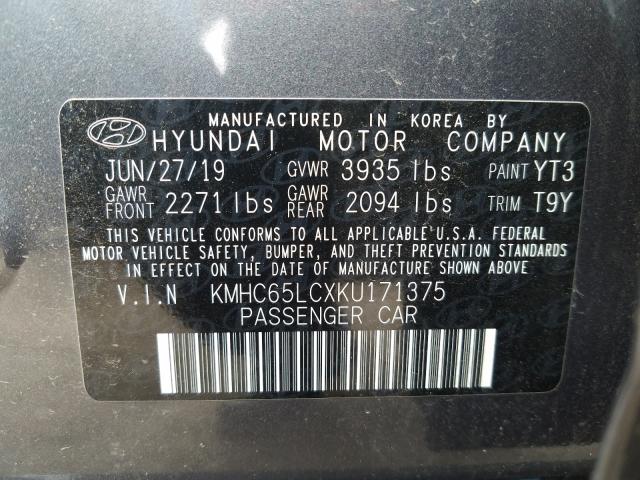 MANUFACTURED IN KOREA BY
HYUNDAI MOTOR COMPANY
JUN/27/19 GVWR 3935 lbs PAINT YT3
GAWR FRONT 2271 lbs GAWR REAR 2094 lbs TRIM T9Y
THIS VEHICLE CONFORMS TO ALL APPLICABLE U.S.A. FEDERAL
MOTOR VEHICLE SAFETY, BUMPER, AND THEFT PREVENTION STANDARDS
IN EFFECT ON THE DATE OF MANUFACTURE SHOWN ABOVE
V.I.N KMHC65LCXKU171375
PASSENGER CAR